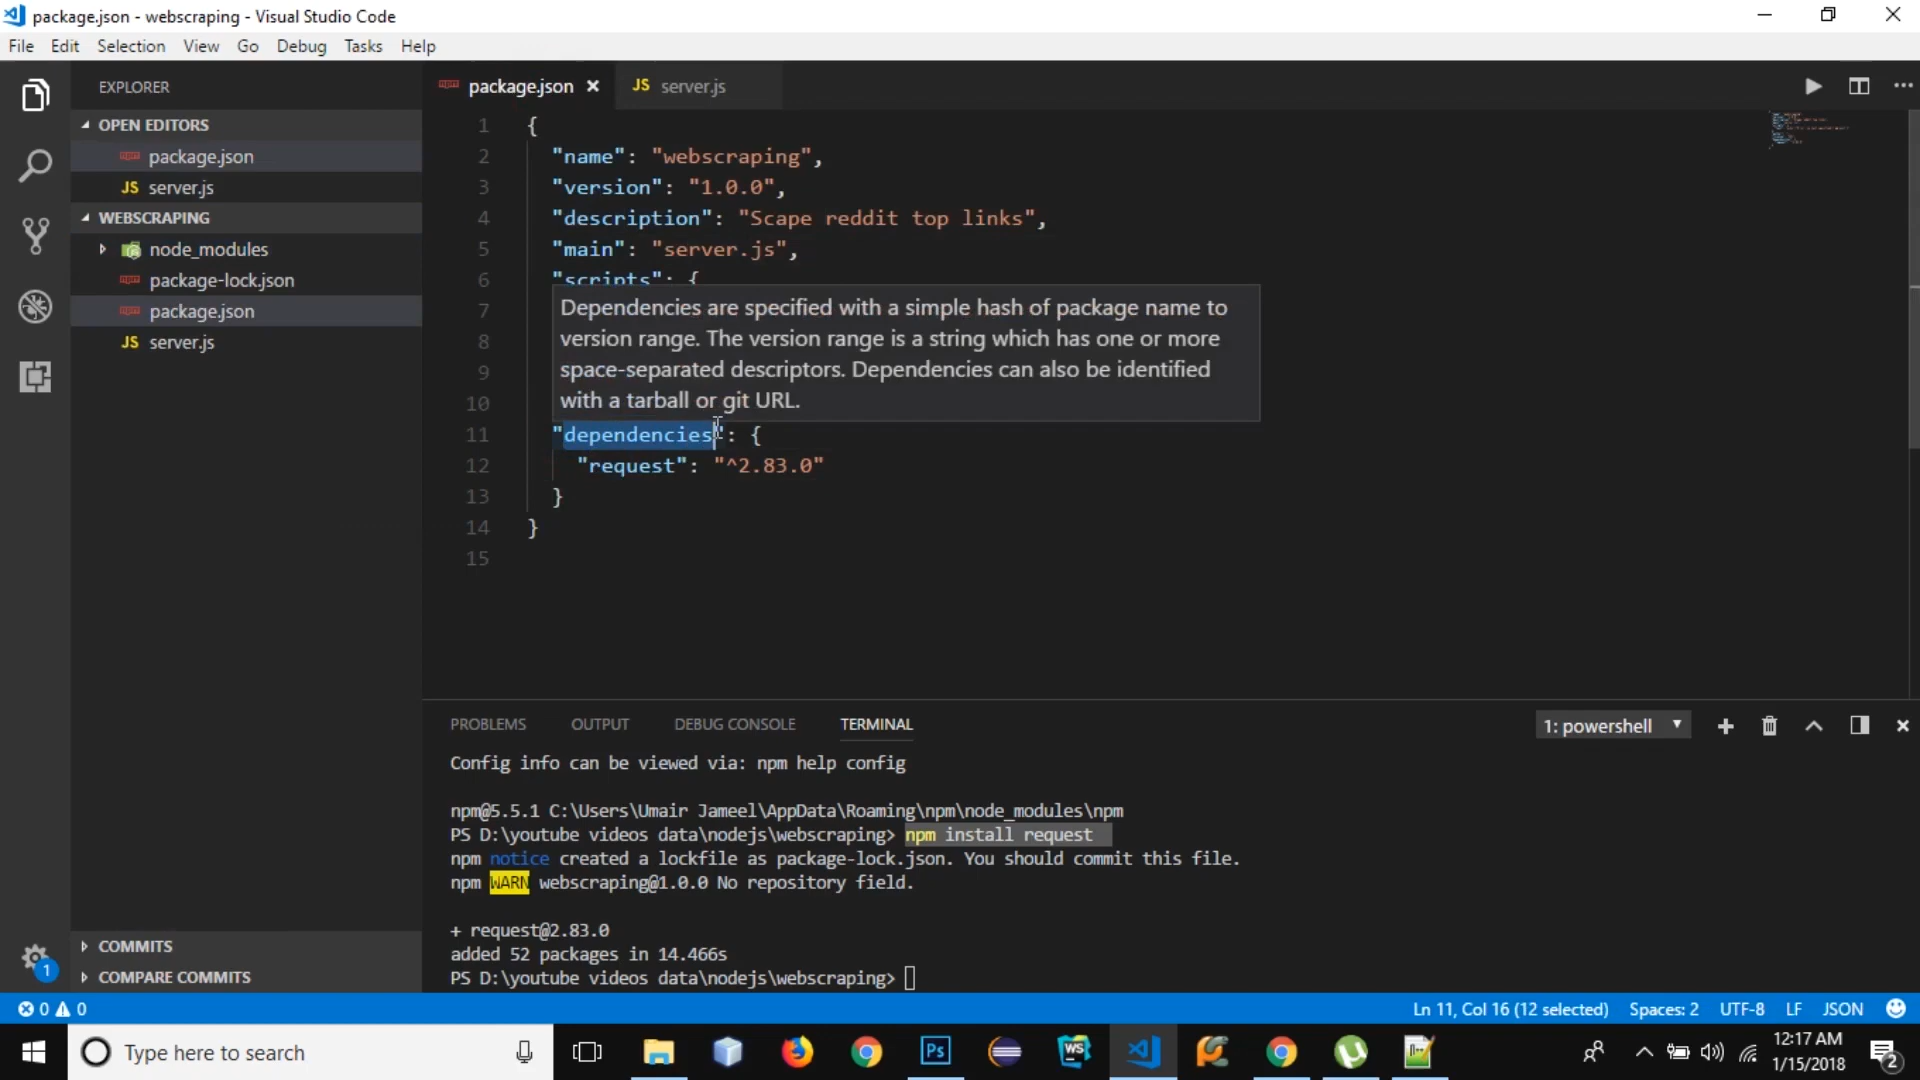 package.json - webscraping - Visual Studio Code
File Edit Selection View Go Debug Tasks Help
EXPLORER
OPEN EDITORS
package.json
JS server.js
WEBSCRAPING
node_modules
package-lock.json
package.json
JS server.js
COMMITS
COMPARE COMMITS
1
package.json JS server.js
1 {
2 "name": "webscraping",
3 "version": "1.0.0",
4 "description": "Scape reddit top links",
5 "main": "server.js",
6 "scripts": {
7
8
9
10
Dependencies are specified with a simple hash of package name to
version range. The version range is a string which has one or more
space-separated descriptors. Dependencies can also be identified
with a tarball or git URL.
11 "dependencies": {
12 "request": "^2.83.0"
13 }
14 }
15
PROBLEMS OUTPUT DEBUG CONSOLE TERMINAL 1: powershell
Config info can be viewed via: npm help config
npm@5.5.1 C:\Users\Umair Jameel\AppData\Roaming\npm\node_modules\npm
PS D:\youtube videos data\nodejs\webscraping> npm install request
npm notice created a lockfile as package-lock.json. You should commit this file.
npm WARN webscraping@1.0.0 No repository field.
+ request@2.83.0
added 52 packages in 14.466s
PS D:\youtube videos data\nodejs\webscraping>
0 0 Ln 11, Col 16 (12 selected) Spaces: 2 UTF-8 LF JSON
Type here to search
Ps
WS
12:17 AM
1/15/2018
2